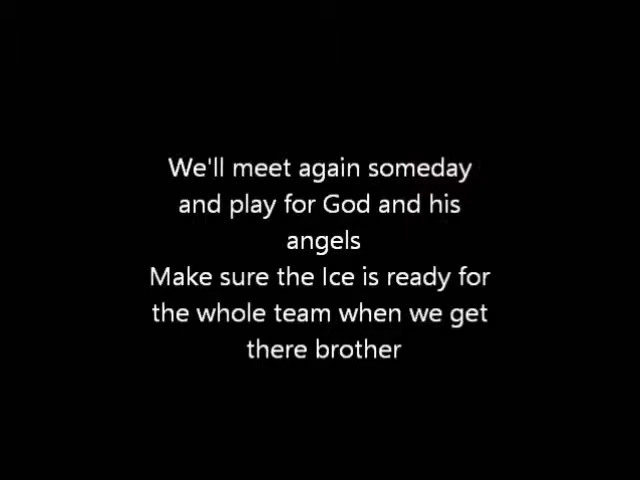 We'll meet again someday
and play for God and his
angels
Make sure the Ice is ready for
the whole team when we get
there brother